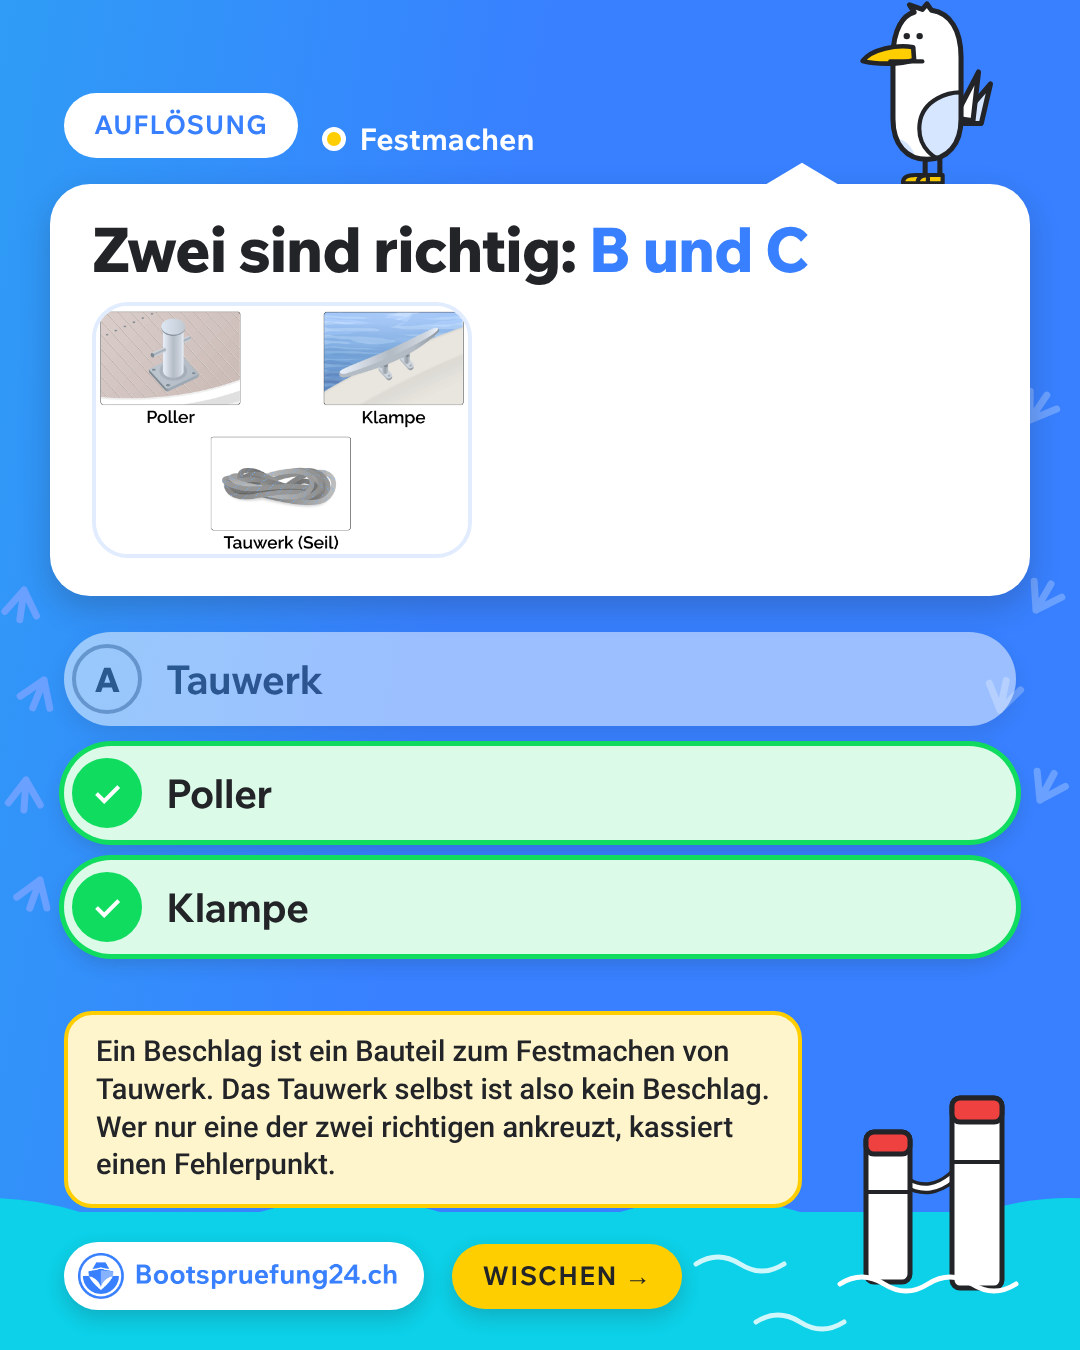 AUFLÖSUNG
Festmachen
Zwei sind richtig: B und C
Poller
Klampe
Tauwerk (Seil)
A Tauwerk
Poller
Klampe
Ein Beschlag ist ein Bauteil zum Festmachen von
Tauwerk. Das Tauwerk selbst ist also kein Beschlag.
Wer nur eine der zwei richtigen ankreuzt, kassiert
einen Fehlerpunkt.
Bootspruefung24.ch
WISCHEN →